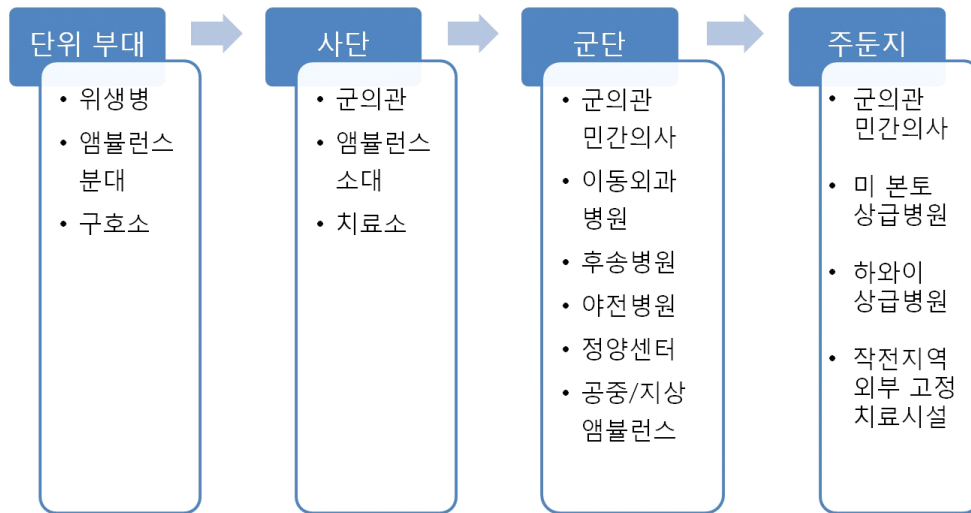 단위 부대
• 위생병
• 앰뷸런스
분대
• 구호소
사단
• 군의관
• 앰뷸런스
소대
• 치료소
군단
• 군의관
민간의사
• 이동외과
병원
• 후송병원
• 야전병원
• 정양센터
• 공중/지상
앰뷸런스
주둔지
• 군의관
민간의사
• 미 본토
상급병원
• 하와이
상급병원
• 작전지역
외부 고정
치료시설